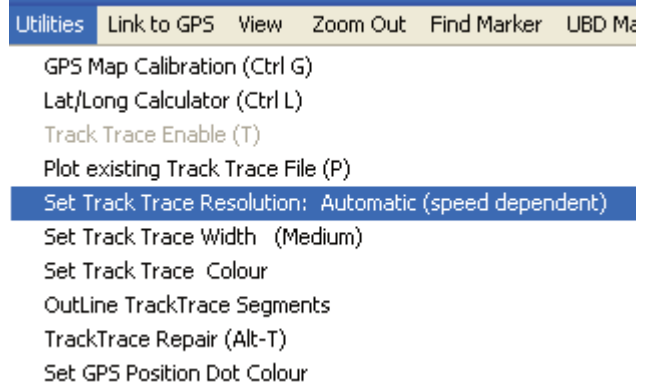 Utilities Link to GPS View Zoom Out Find Marker UBD Ma
GPS Map Calibration (Ctrl G)
Lat/Long Calculator (Ctrl L)
Track Trace Enable (T)
Plot existing Track Trace File (P)
Set Track Trace Resolution: Automatic (speed dependent)
Set Track Trace Width (Medium)
Set Track Trace Colour
OutLine TrackTrace Segments
TrackTrace Repair (Alt-T)
Set GPS Position Dot Colour